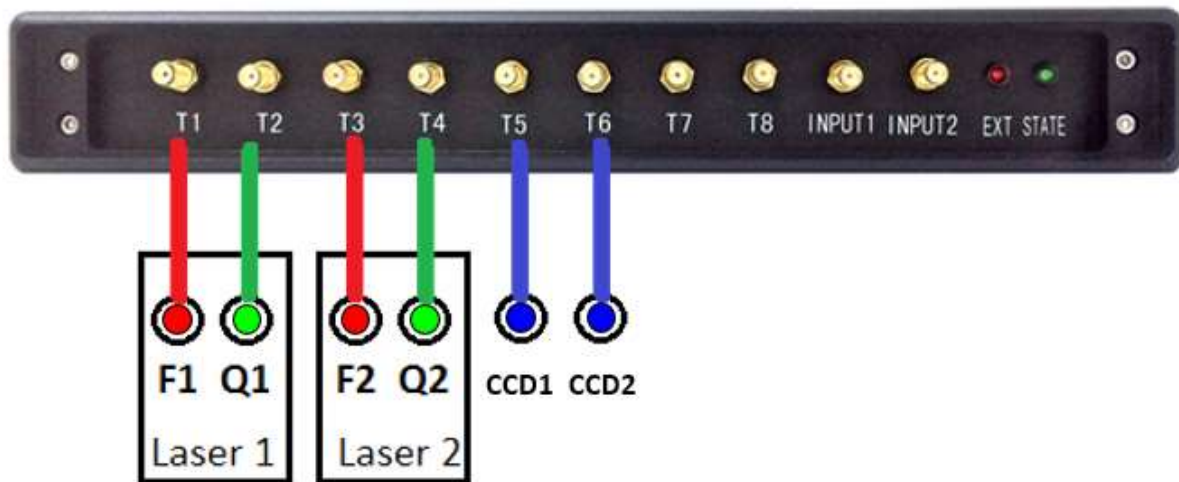 T1 T2 T3 T4 T5 T6 T7 T8 INPUT1 INPUT2 EXT STATE
F1 Q1 F2 Q2 CCD1 CCD2
Laser 1 Laser 2